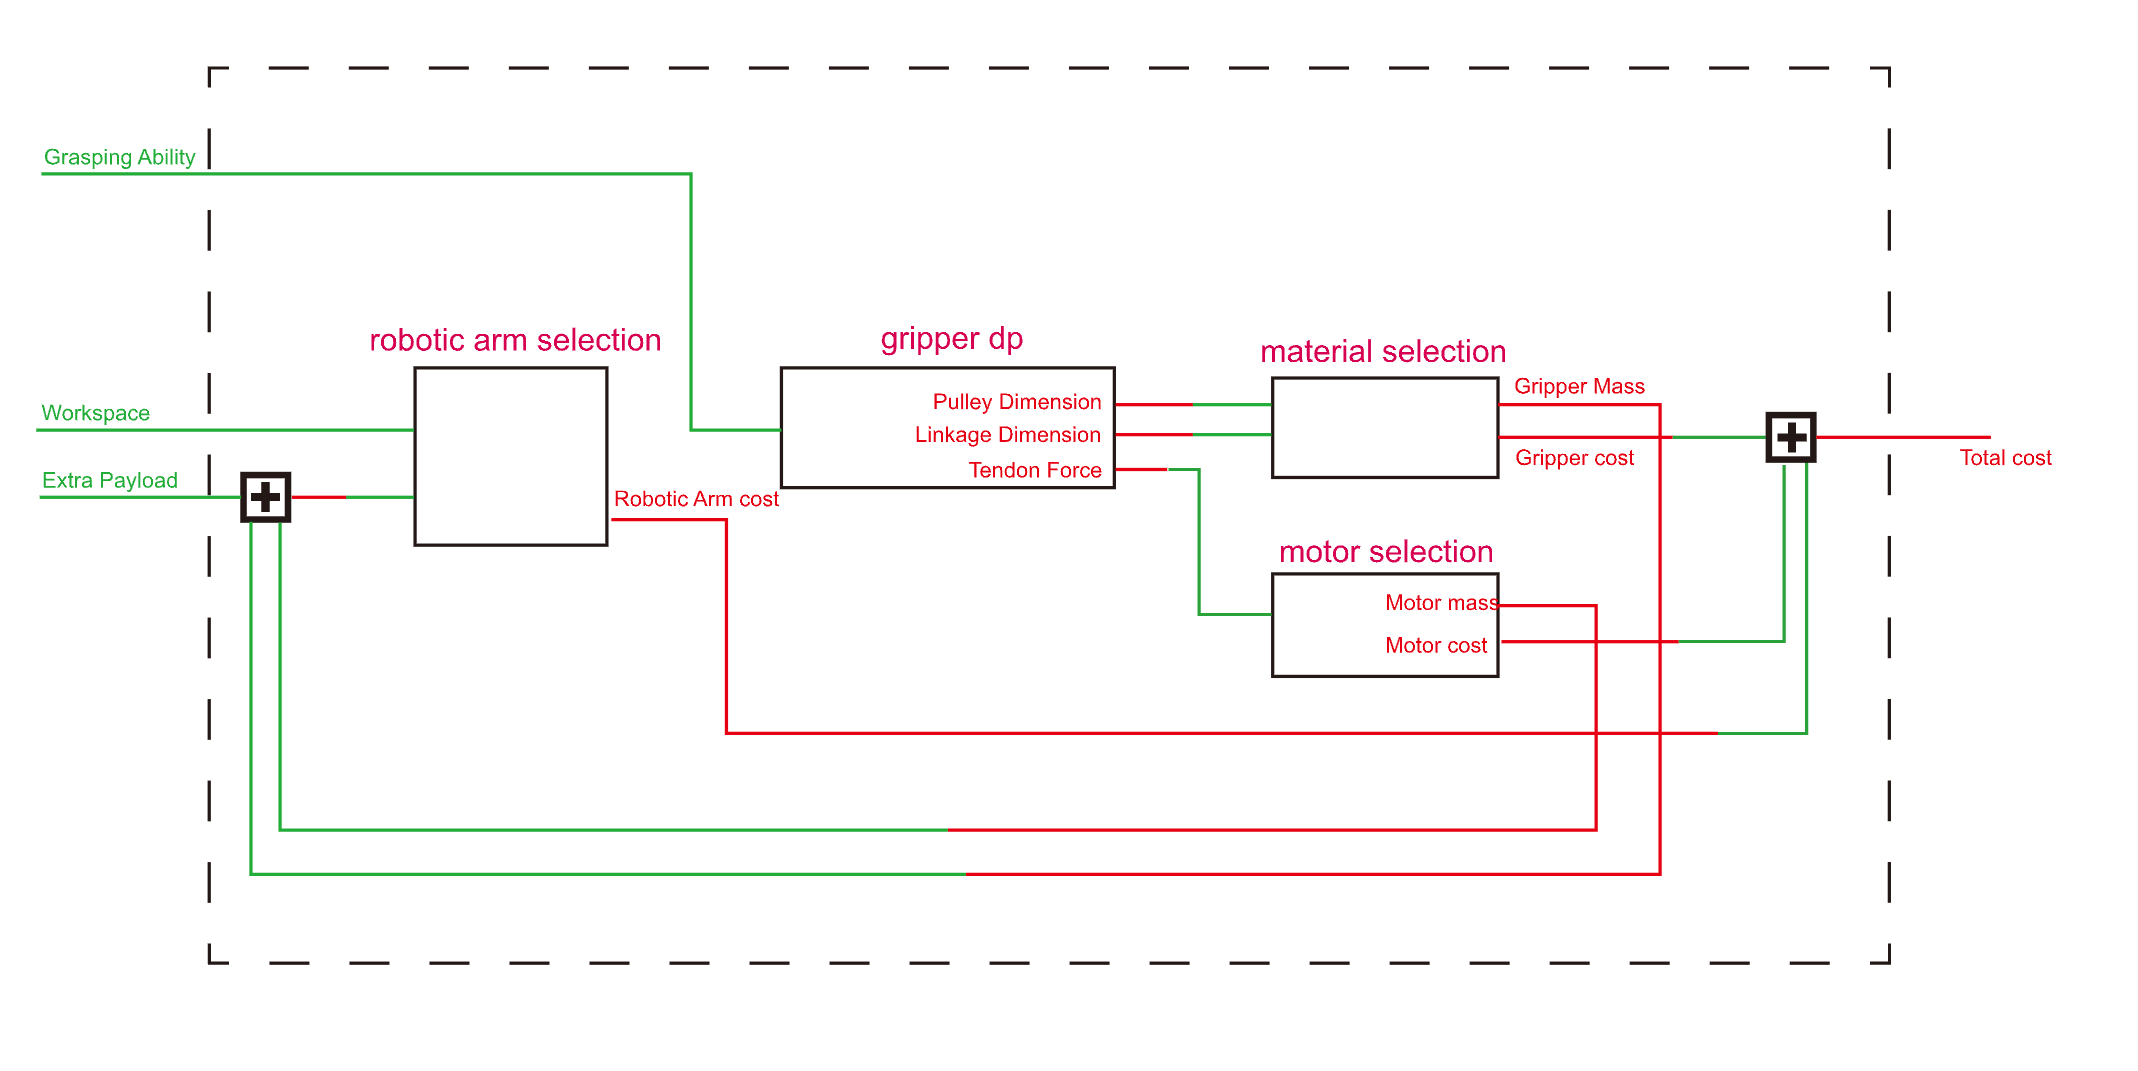 Grasping Ability
robotic arm selection
gripper dp
material selection
Gripper Mass
Pulley Dimension
Workspace
Linkage Dimension
Gripper cost
Total cost
Tendon Force
Extra Payload
Robotic Arm cost
motor selection
Motor mass
Motor cost